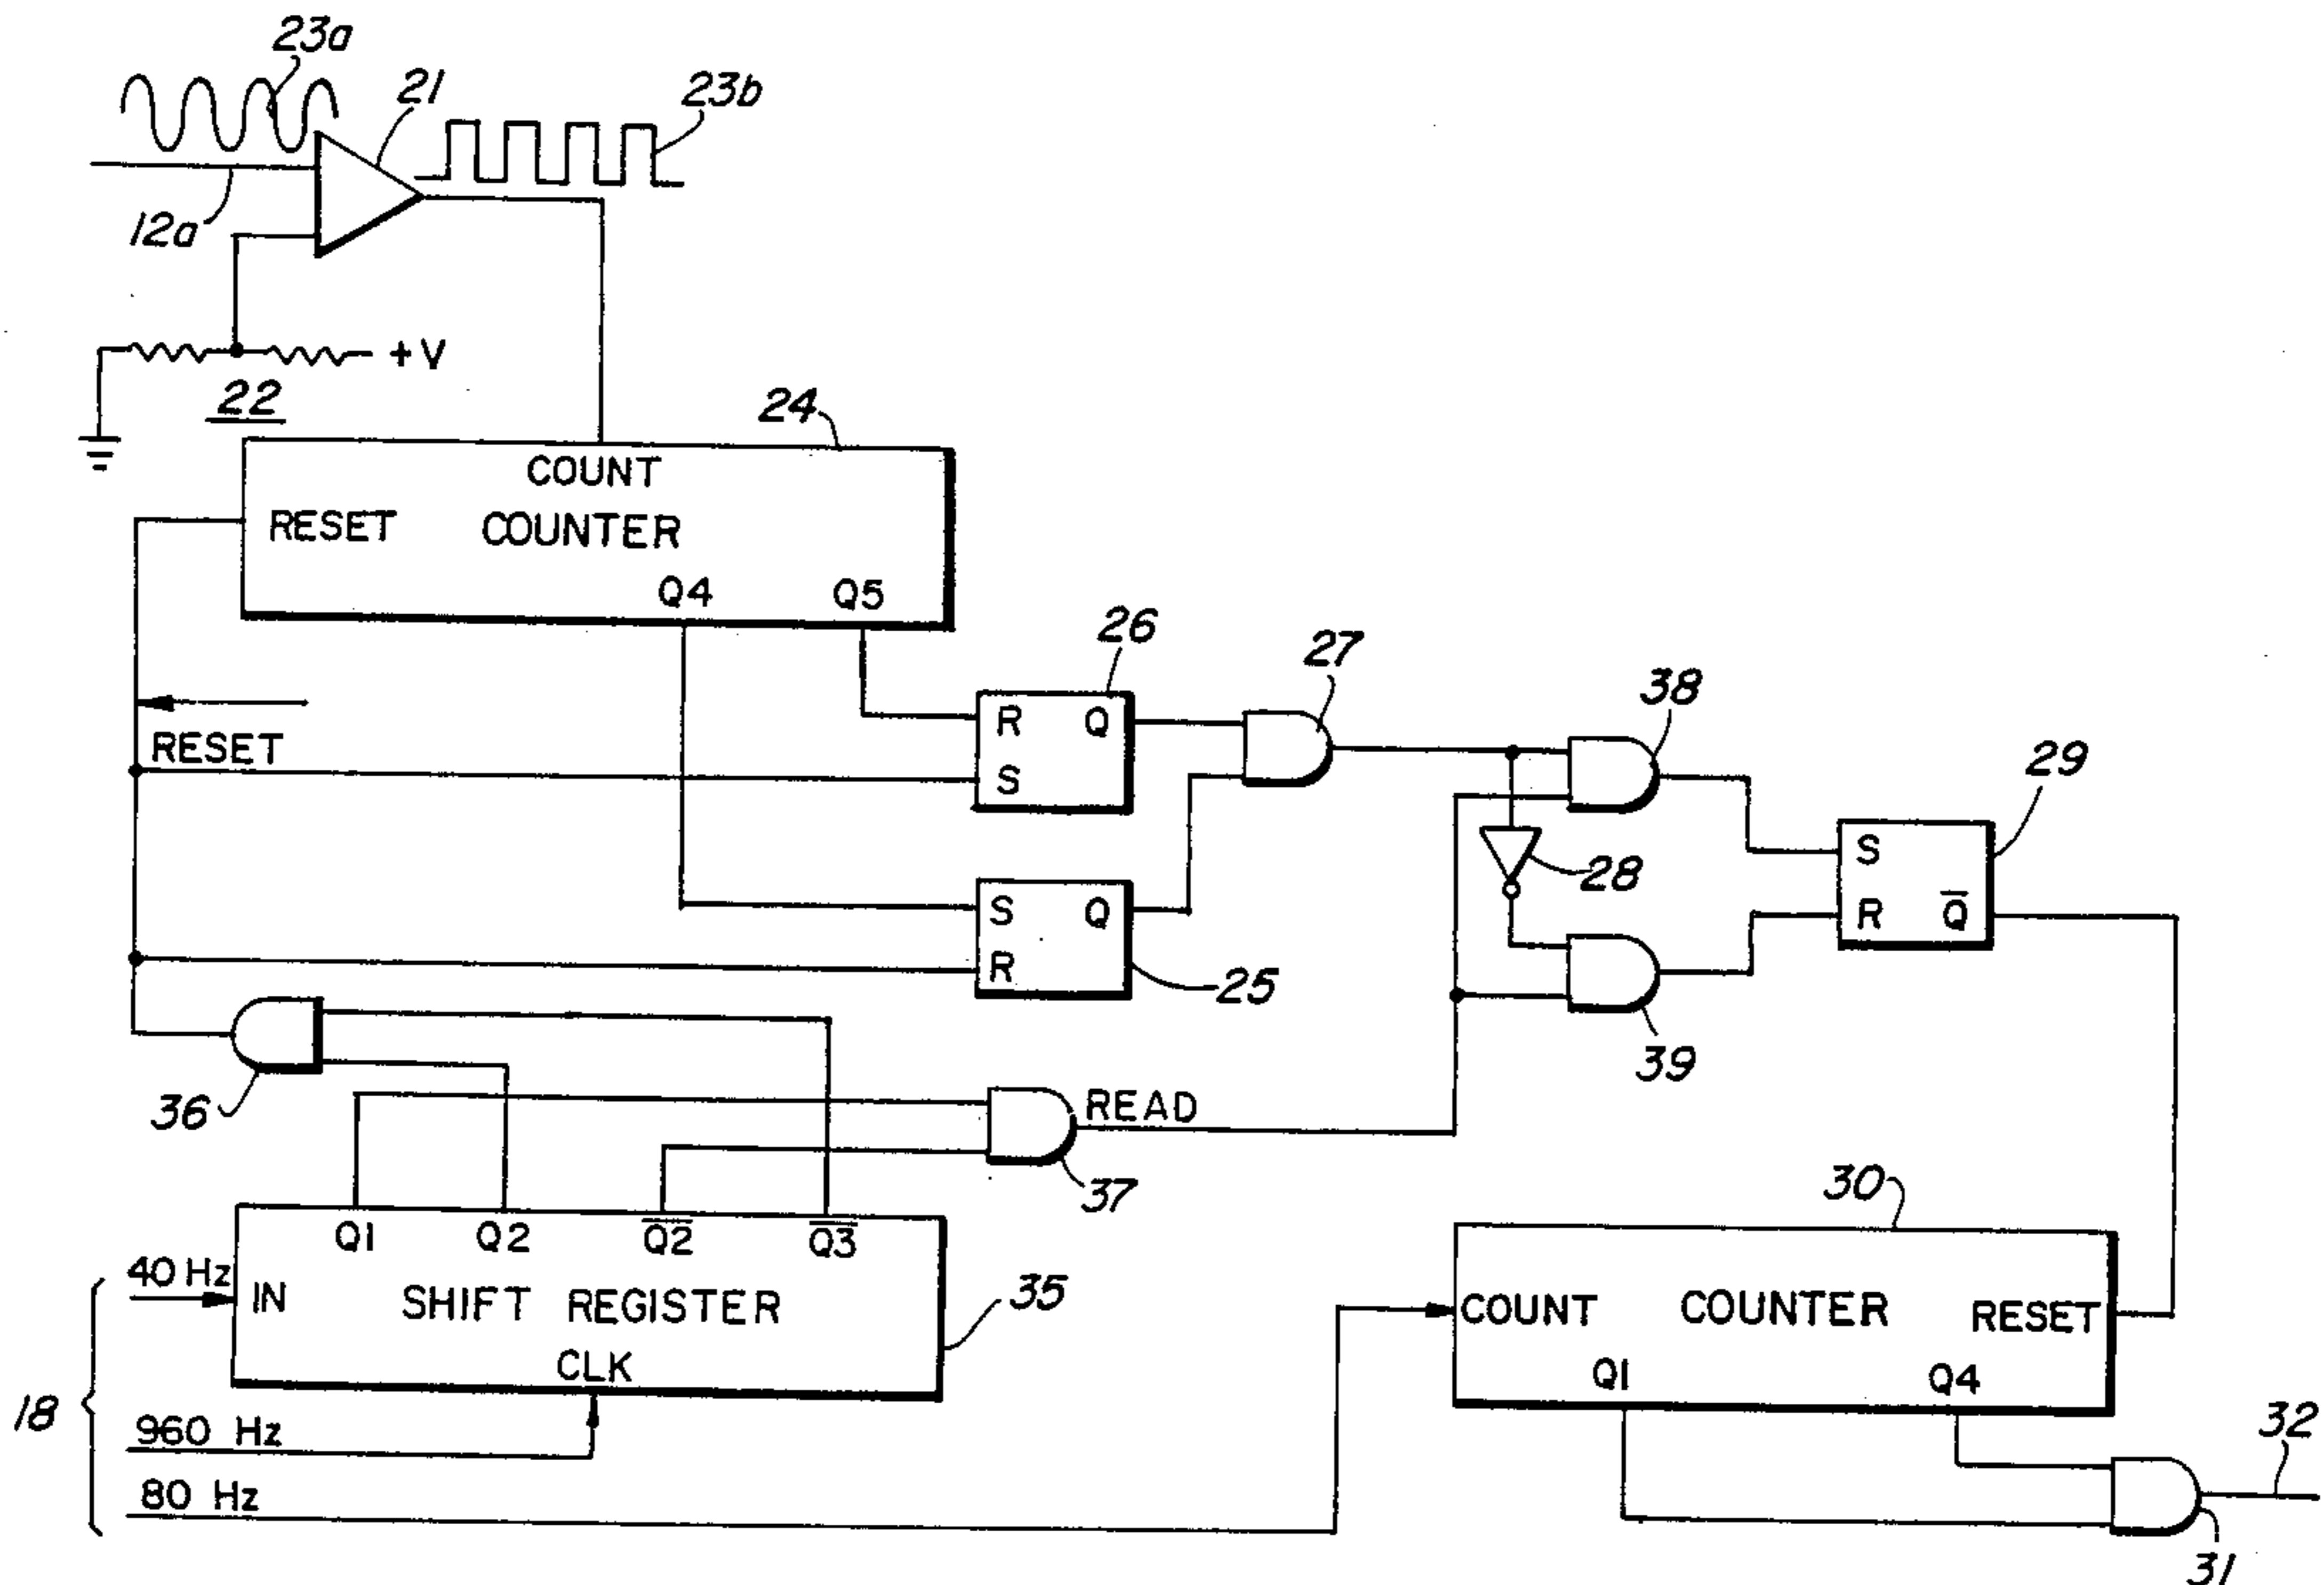 23a
21
23b
12a
+V
22
24
COUNT
RESET COUNTER
Q4 Q5
26
27
38
R Q
RESET
S
29
S
28
S Q
R Q̅
R
25
39
36
READ
37
30
Q1 Q2 Q̅2̅ Q̅3̅
40 Hz
IN SHIFT REGISTER
35
COUNT COUNTER RESET
CLK
Q1 Q4
18
960 Hz
32
80 Hz
31